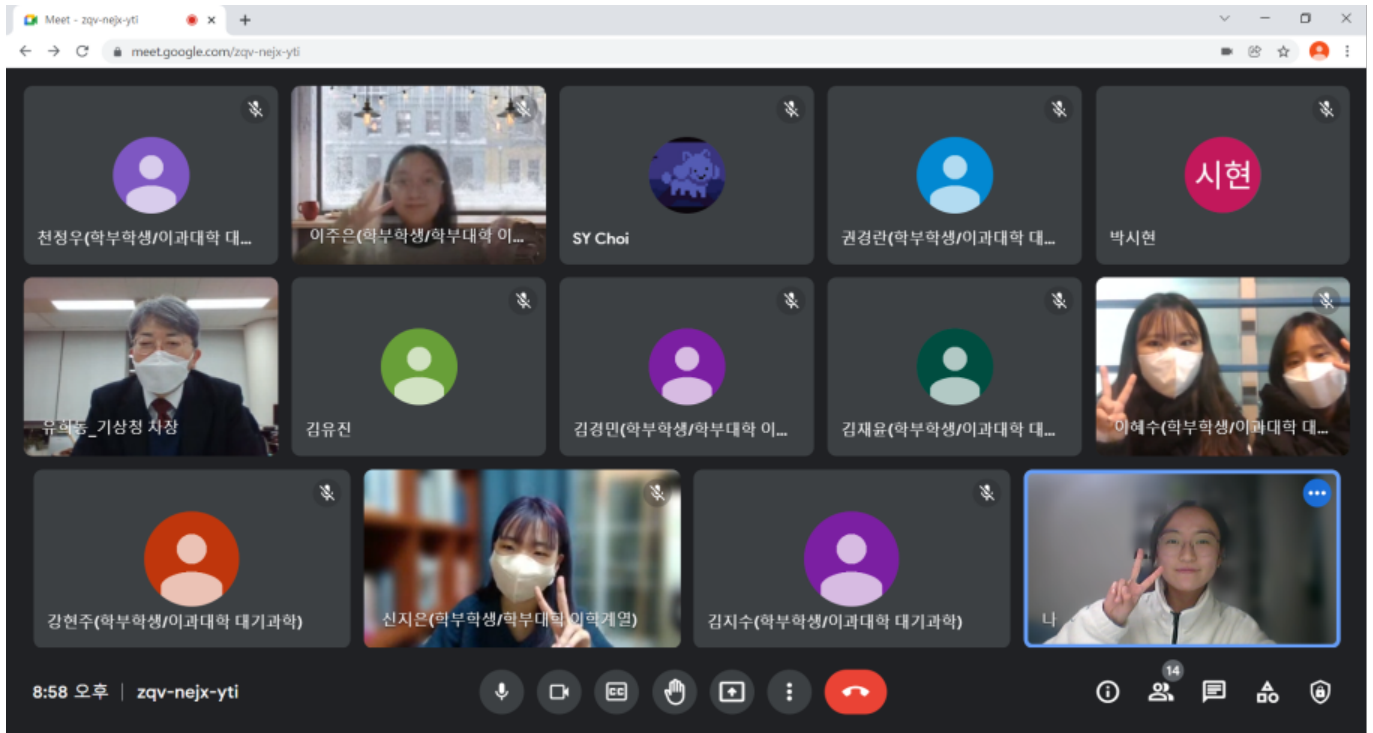 Meet - zqv-nejx-yti
meet.google.com/zqv-nejx-yti
천정우(학부학생/이과대학 대...
이주은(학부학생/학부대학 이...
SY Choi
권경란(학부학생/이과대학 대...
시현
박시현
유희동_기상청 차장
김유진
김경민(학부학생/학부대학 이...
김재윤(학부학생/이과대학 대...
이혜수(학부학생/이과대학 대...
강현주(학부학생/이과대학 대기과학)
신지은(학부학생/학부대학 이학계열)
김지수(학부학생/이과대학 대기과학)
나
8:58 오후 | zqv-nejx-yti
CC
14